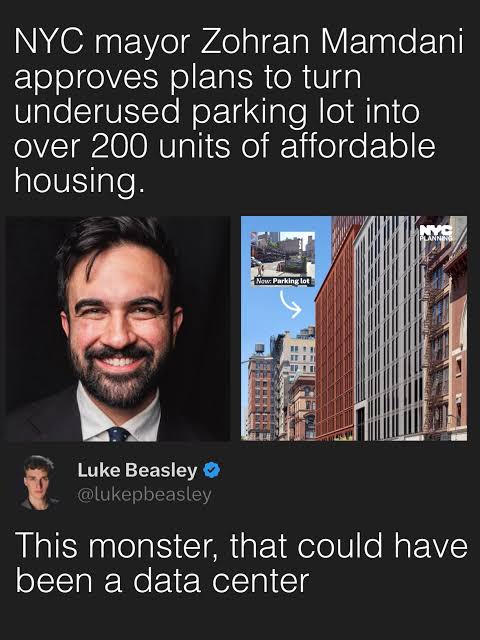 NYC mayor Zohran Mamdani
approves plans to turn
underused parking lot into
over 200 units of affordable
housing.
NYC
PLANNING
Now: Parking lot
Luke Beasley
@lukepbeasley
This monster, that could have
been a data center